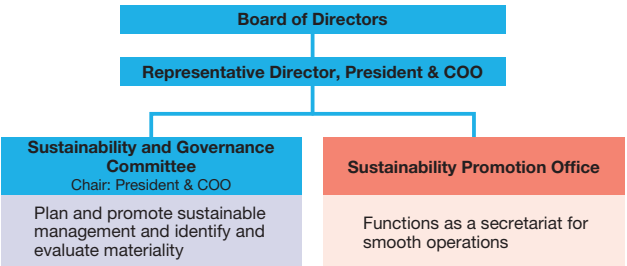 Board of Directors
Representative Director, President & COO
Sustainability and Governance
Committee
Chair: President & COO
Plan and promote sustainable
management and identify and
evaluate materiality
Sustainability Promotion Office
Functions as a secretariat for
smooth operations